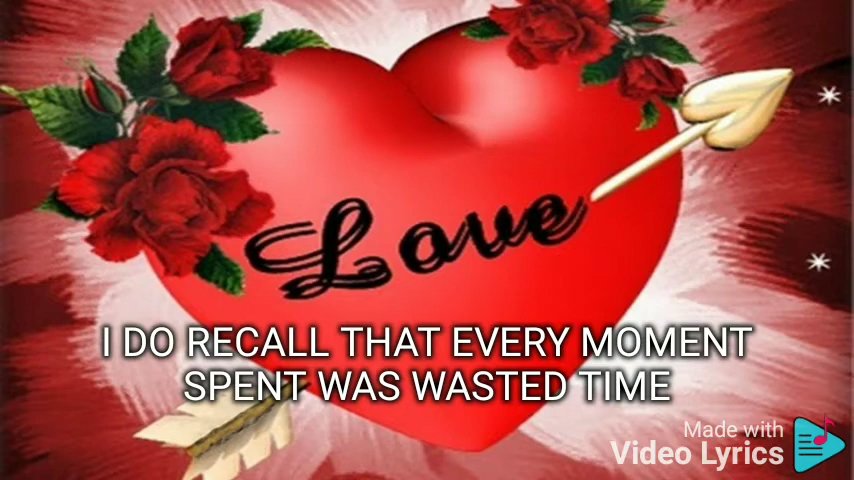 Love
I DO RECALL THAT EVERY MOMENT
SPENT WAS WASTED TIME
Made with
Video Lyrics